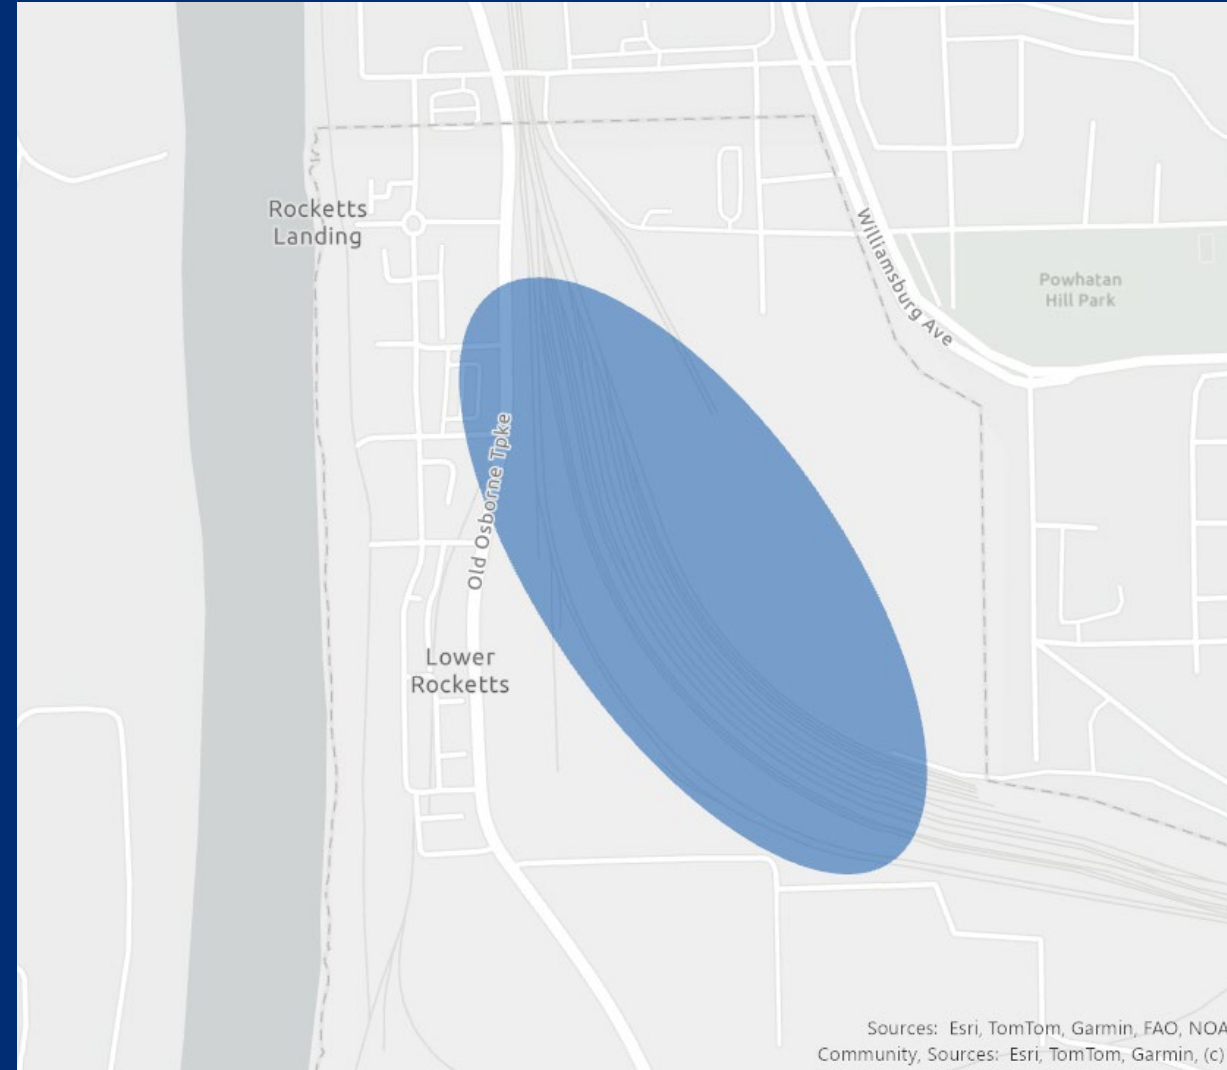 Rocketts
Landing
Williamsburg Ave
Powhatan
Hill Park
Old Osborne Tpke
Lower
Rocketts
Sources: Esri, TomTom, Garmin, FAO, NOA
Community, Sources: Esri, TomTom, Garmin, (c)